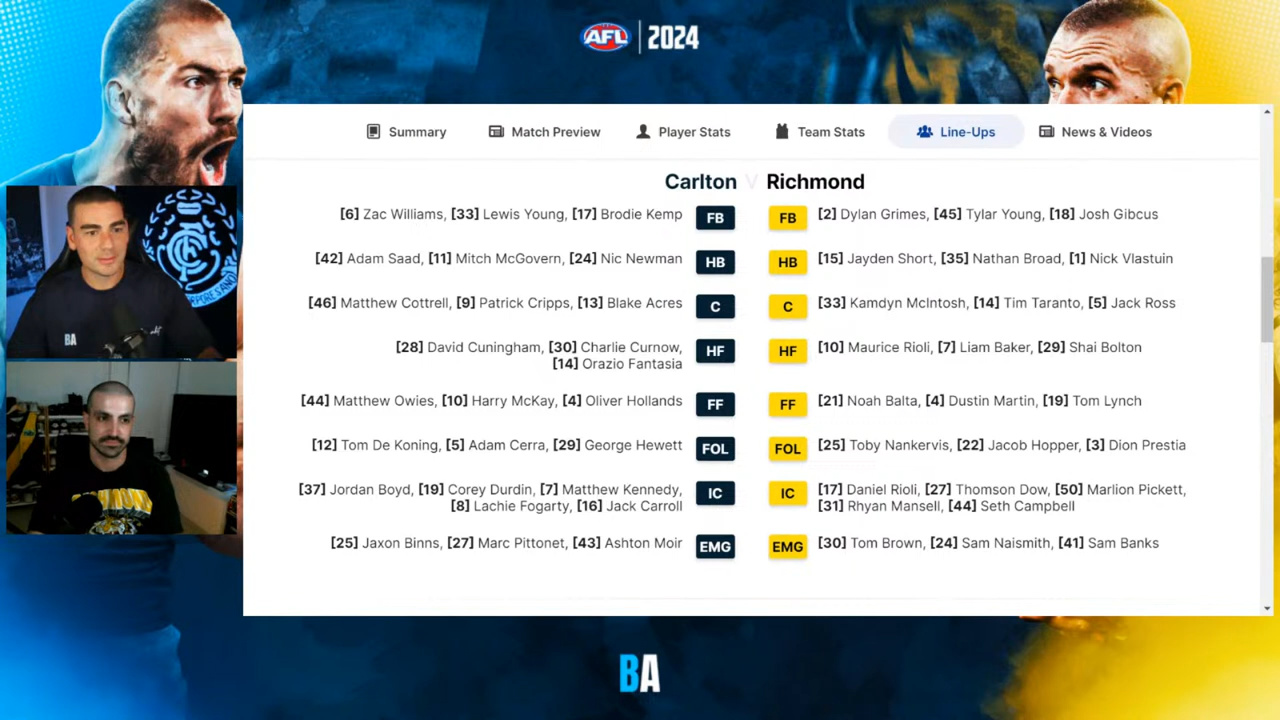 AFL 2024
Summary Match Preview Player Stats Team Stats Line-Ups News & Videos
Carlton V Richmond
[6] Zac Williams, [33] Lewis Young, [17] Brodie Kemp FB FB [2] Dylan Grimes, [45] Tylar Young, [18] Josh Gibcus
[42] Adam Saad, [11] Mitch McGovern, [24] Nic Newman HB HB [15] Jayden Short, [35] Nathan Broad, [1] Nick Vlastuin
[46] Matthew Cottrell, [9] Patrick Cripps, [13] Blake Acres C C [33] Kamdyn McIntosh, [14] Tim Taranto, [5] Jack Ross
[28] David Cuningham, [30] Charlie Curnow, HF HF [10] Maurice Rioli, [7] Liam Baker, [29] Shai Bolton
[14] Orazio Fantasia
[44] Matthew Owies, [10] Harry McKay, [4] Oliver Hollands FF FF [21] Noah Balta, [4] Dustin Martin, [19] Tom Lynch
[12] Tom De Koning, [5] Adam Cerra, [29] George Hewett FOL FOL [25] Toby Nankervis, [22] Jacob Hopper, [3] Dion Prestia
[37] Jordan Boyd, [19] Corey Durdin, [7] Matthew Kennedy, IC IC [17] Daniel Rioli, [27] Thomson Dow, [50] Marlion Pickett,
[8] Lachie Fogarty, [16] Jack Carroll [31] Rhyan Mansell, [44] Seth Campbell
[25] Jaxon Binns, [27] Marc Pittonet, [43] Ashton Moir EMG EMG [30] Tom Brown, [24] Sam Naismith, [41] Sam Banks
BA
BA